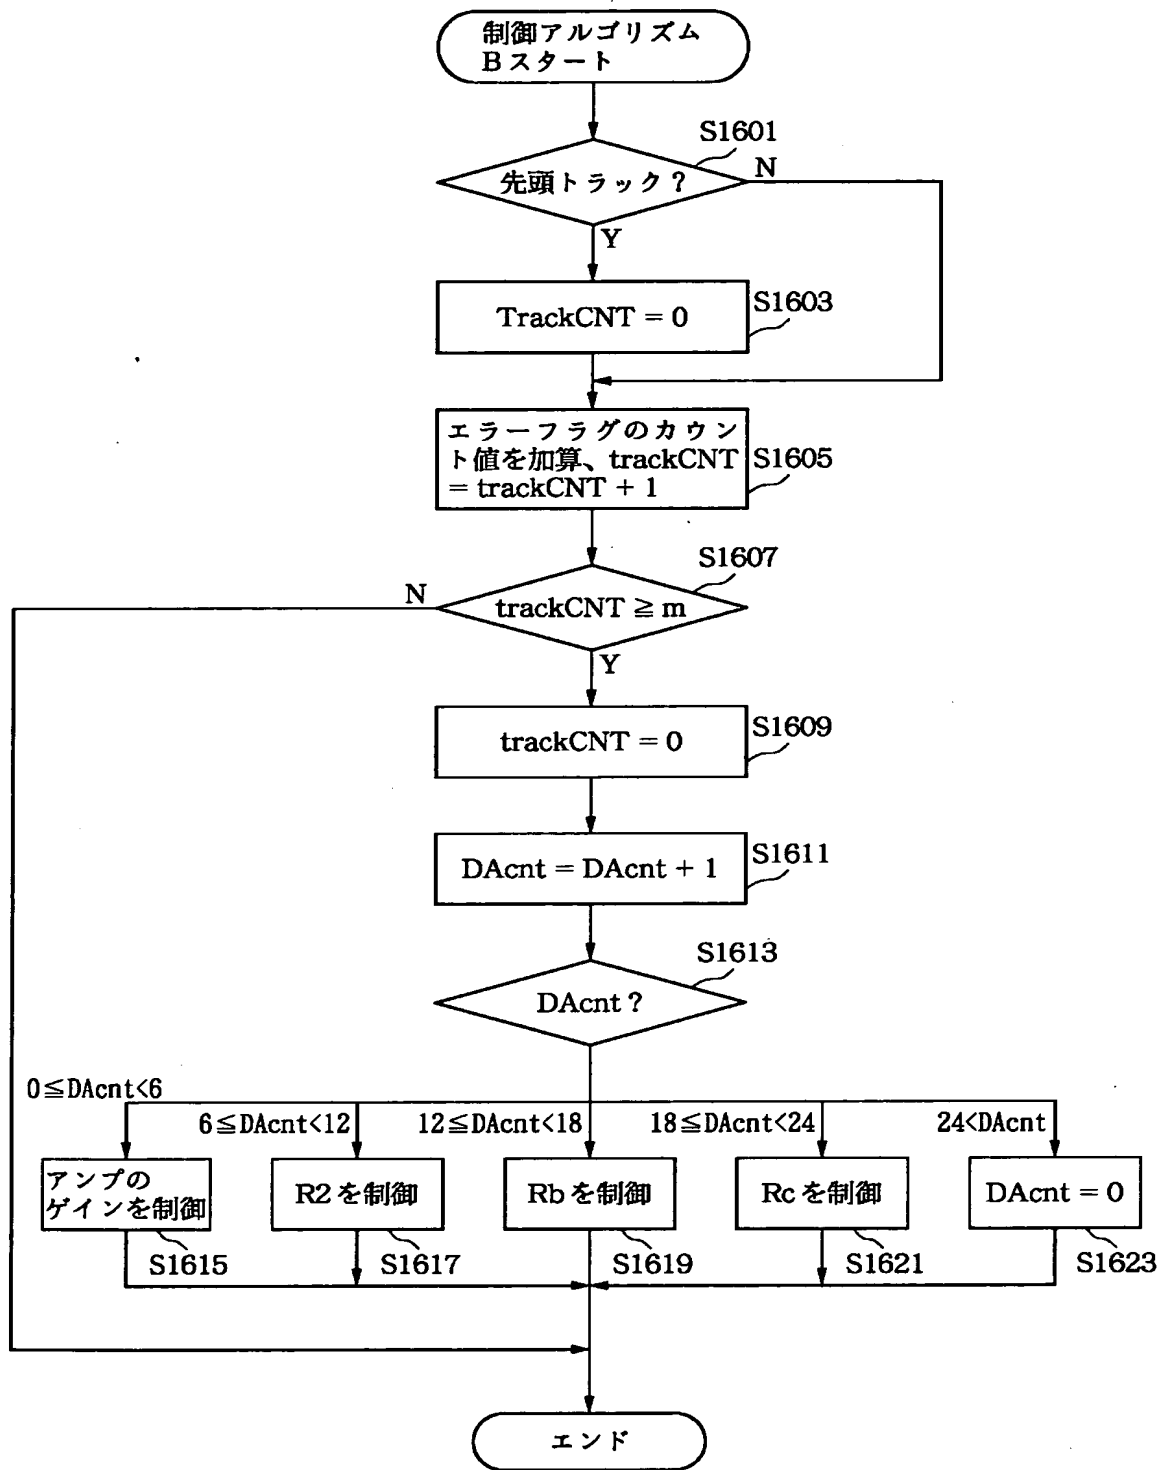 制御アルゴリズム
Bスタート
S1601
先頭トラック？
N
Y
TrackCNT = 0
S1603
エラーフラグのカウン
ト値を加算、trackCNT
= trackCNT + 1
S1605
S1607
N
trackCNT ≧ m
Y
trackCNT = 0
S1609
DAcnt = DAcnt + 1
S1611
S1613
DAcnt ?
0≦DAcnt<6
6≦DAcnt<12
12≦DAcnt<18
18≦DAcnt<24
24<DAcnt
アンプの
ゲインを制御
R2を制御
Rbを制御
Rcを制御
DAcnt = 0
S1615
S1617
S1619
S1621
S1623
エンド